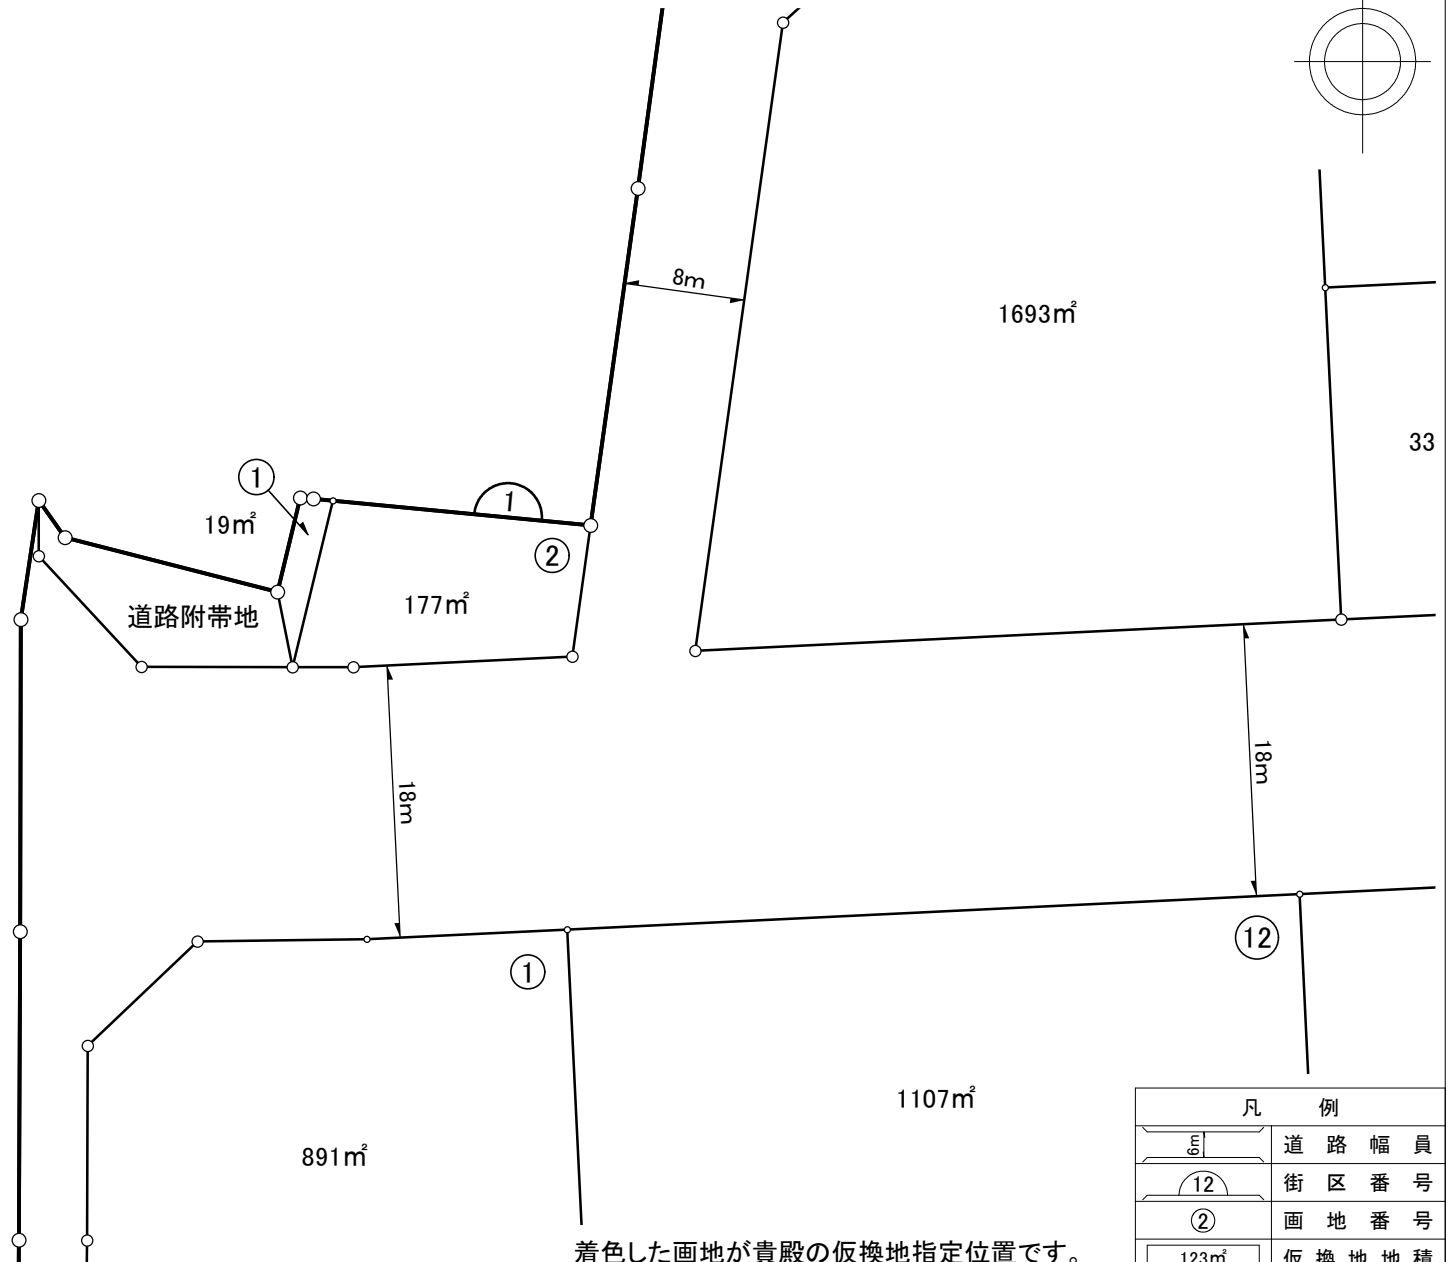 8m
1693㎡
33
①
1
19㎡
②
177㎡
道路附帯地
18m
18m
①
⑫
1107㎡
891㎡
着色した画地が貴殿の仮換地指定位置です。
凡例
6m 道路幅員
12 街区番号
② 画地番号
123㎡ 仮換地地積